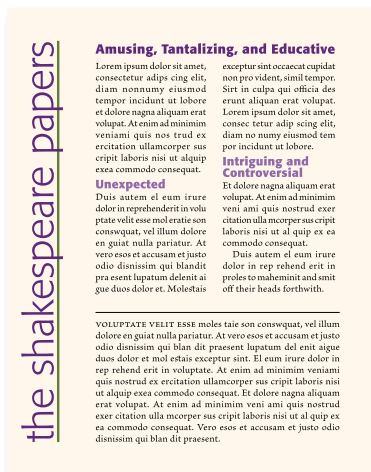 the shakespeare papers
Amusing, Tantalizing, and Educative
Lorem ipsum dolor sit amet,
consectetur adips cing elit,
diam nonnumy eiusmod
tempor incidunt ut lobore
et dolore nagna aliquam erat
volupat. At enim ad minimim
veniami quis nos trud ex
ercitation ullamcorper sus
cripit laboris nisi ut alquip
exea commodo consequat.
Unexpected
Duis autem el eum irure
dolor in reprehenderit in volu
ptate velit esse mol eratie son
conswquat, vel illum dolore
en guiat nulla pariatur. At
vero esos et accusam et justo
odio disnissim qui blandit
pra esent lupatum delenit ai
gue duos dolor et. Molestais
exceptur sint occaecat cupidat
non pro vident, simil tempor.
Sirt in culpa qui officia des
erunt aliquan erat volupat.
Lorem ipsum dolor sit amet,
consec tetur adip scing elit,
diam no numy eiusmod tem
por incidunt ut lobore.
Intriguing and
Controversial
Et dolore nagna aliquam erat
volupat. At enim ad minimim
veni ami quis nostrud exer
citation ulla mcorper sus cripit
laboris nisi ut al quip ex ea
commodo consequat.
Duis autem el eum irure
dolor in rep rehend erit in
proles to maheminit and smit
off their heads forthwith.
VOLUPTATE VELIT ESSE moles taie son conswquat, vel illum
dolore en guiat nulla pariatur. At vero esos et accusam et justo
odio disnissim qui blan dit praesent lupatum del enit aigue
duos dolor et mol estais exceptur sint. El eum irure dolor in
rep rehend erit in voluptate. At enim ad minimim veniami
quis nostrud ex ercitation ullamcorper sus cripit laboris nisi
ut alquip exea commodo consequat. Et dolore nagna aliquam
erat volupat. At enim ad minimim veni ami quis nostrud
exer citation ulla mcorper sus cripit laboris nisi ut al quip ex
ea commodo consequat. Vero esos et accusam et justo odio
disnissim qui blan dit praesent.